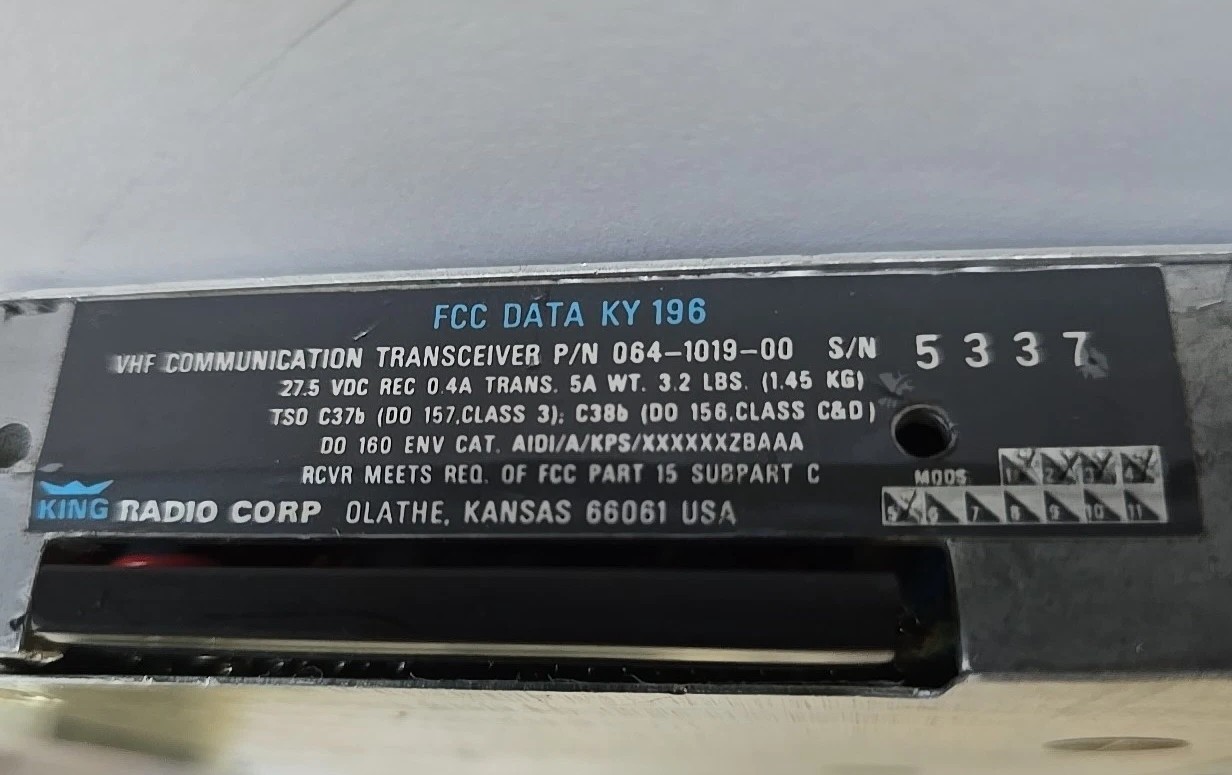 FCC DATA KY 196
VHF COMMUNICATION TRANSCEIVER P/N 064-1019-00 S/N 5337
27.5 VDC REC 0.4A TRANS. 5A WT. 3.2 LBS. (1.45 KG)
TSO C37b (DO 157,CLASS 3); C38b (DO 156,CLASS C&D)
DO 160 ENV CAT. AIDI/A/KPS/XXXXXXZBAAA
RCVR MEETS REQ. OF FCC PART 15 SUBPART C
KING RADIO CORP OLATHE, KANSAS 66061 USA
MODS 1 2 3 4
5 6 7 8 9 10 11